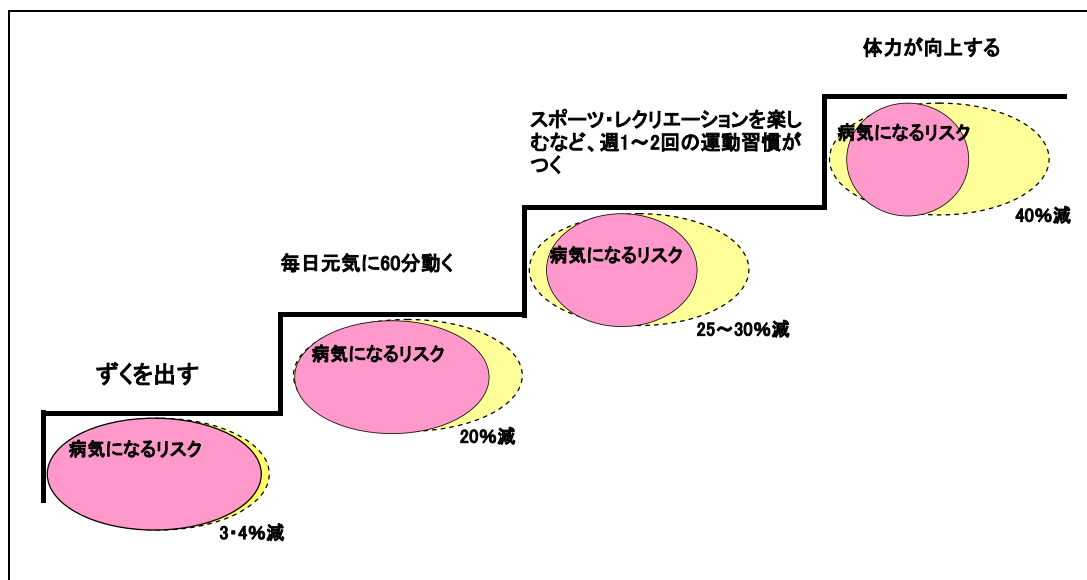 体力が向上する
病気になるリスク
40%減
スポーツ・レクリエーションを楽し
むなど、週1～2回の運動習慣が
つく
病気になるリスク
25～30%減
毎日元気に60分動く
病気になるリスク
20%減
ずくを出す
病気になるリスク
3・4%減